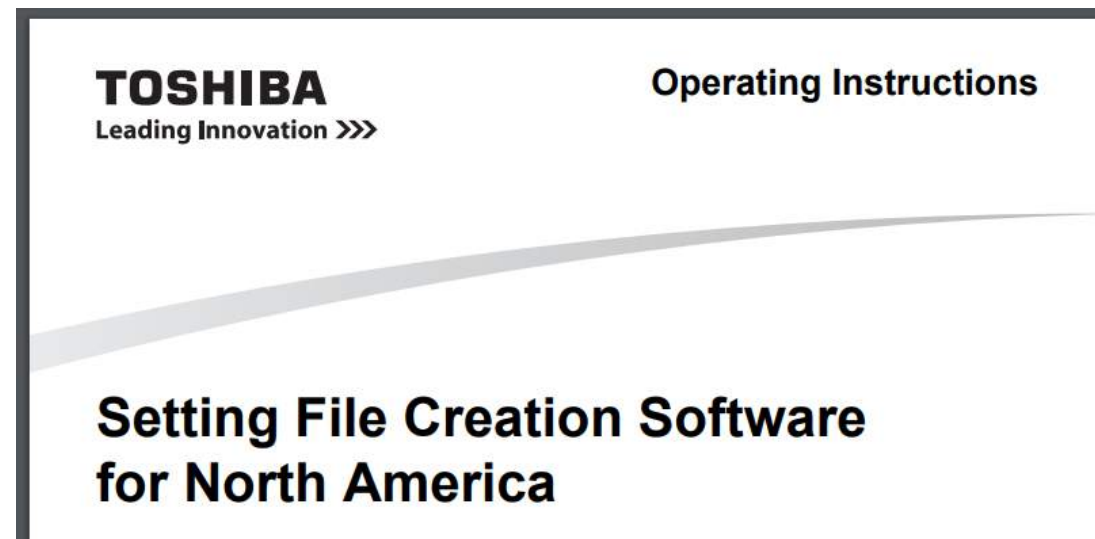 TOSHIBA
Leading Innovation >>>
Operating Instructions
Setting File Creation Software
for North America